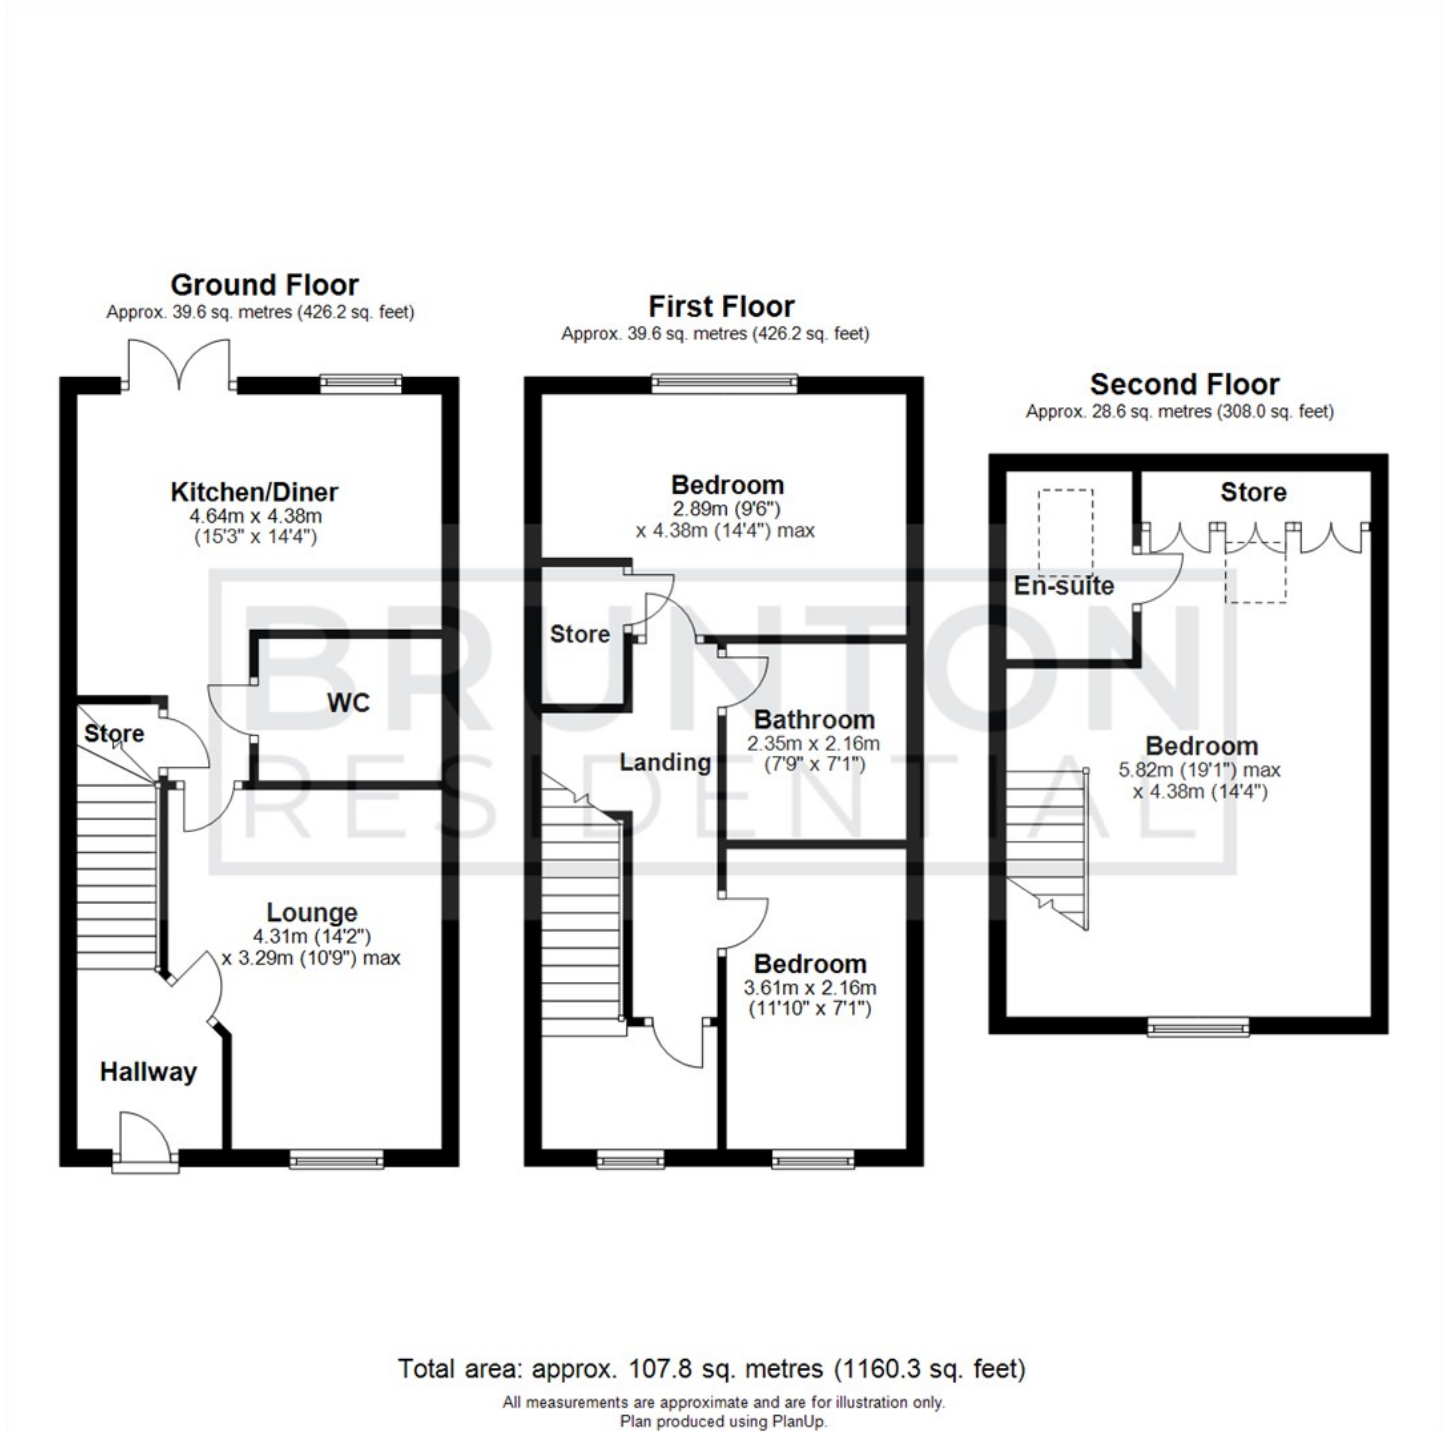 Ground Floor
Approx. 39.6 sq. metres (426.2 sq. feet)
Kitchen/Diner
4.64m x 4.38m
(15'3" x 14'4")
WC
Store
Lounge
4.31m (14'2")
x 3.29m (10'9") max
Hallway
First Floor
Approx. 39.6 sq. metres (426.2 sq. feet)
Bedroom
2.89m (9'6")
x 4.38m (14'4") max
Store
Bathroom
2.35m x 2.16m
(7'9" x 7'1")
Landing
Bedroom
3.61m x 2.16m
(11'10" x 7'1")
Second Floor
Approx. 28.6 sq. metres (308.0 sq. feet)
Store
En-suite
Bedroom
5.82m (19'1") max
x 4.38m (14'4")
BRUNTON
RESIDENTIAL
Total area: approx. 107.8 sq. metres (1160.3 sq. feet)
All measurements are approximate and are for illustration only.
Plan produced using PlanUp.